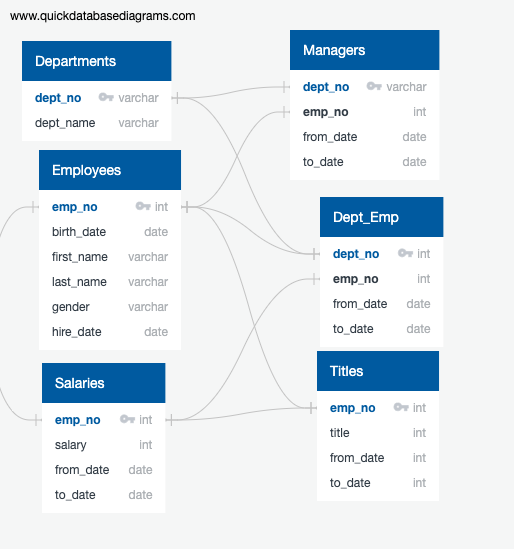 www.quickdatabasediagrams.com
Departments
dept_no varchar
dept_name varchar
Managers
dept_no varchar
emp_no int
from_date date
to_date date
Employees
emp_no int
birth_date date
first_name varchar
last_name varchar
gender varchar
hire_date date
Dept_Emp
dept_no int
emp_no int
from_date date
to_date date
Salaries
emp_no int
salary int
from_date date
to_date date
Titles
emp_no int
title int
from_date int
to_date int